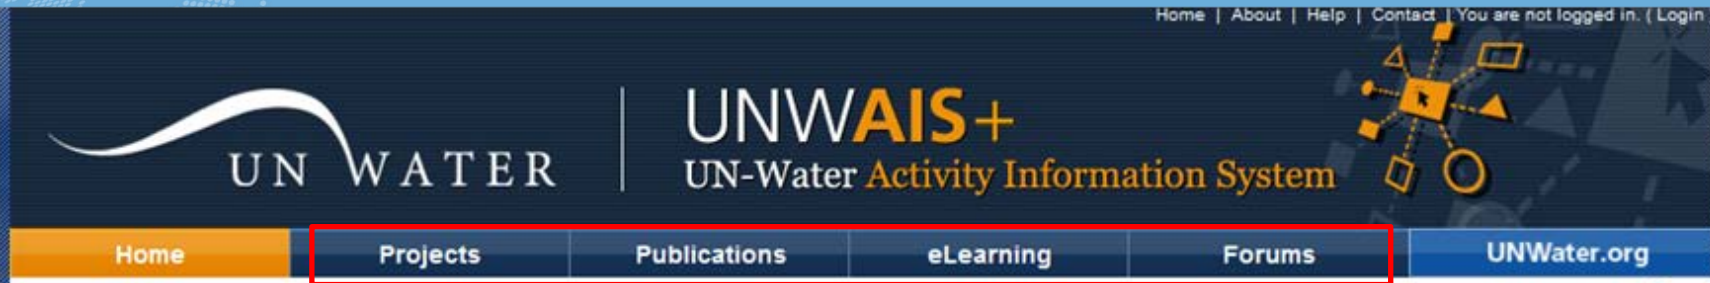 Home | About | Help | Contact | You are not logged in. ( Login
UN WATER
UNWAIS+
UN-Water Activity Information System
Home Projects Publications eLearning Forums UNWater.org